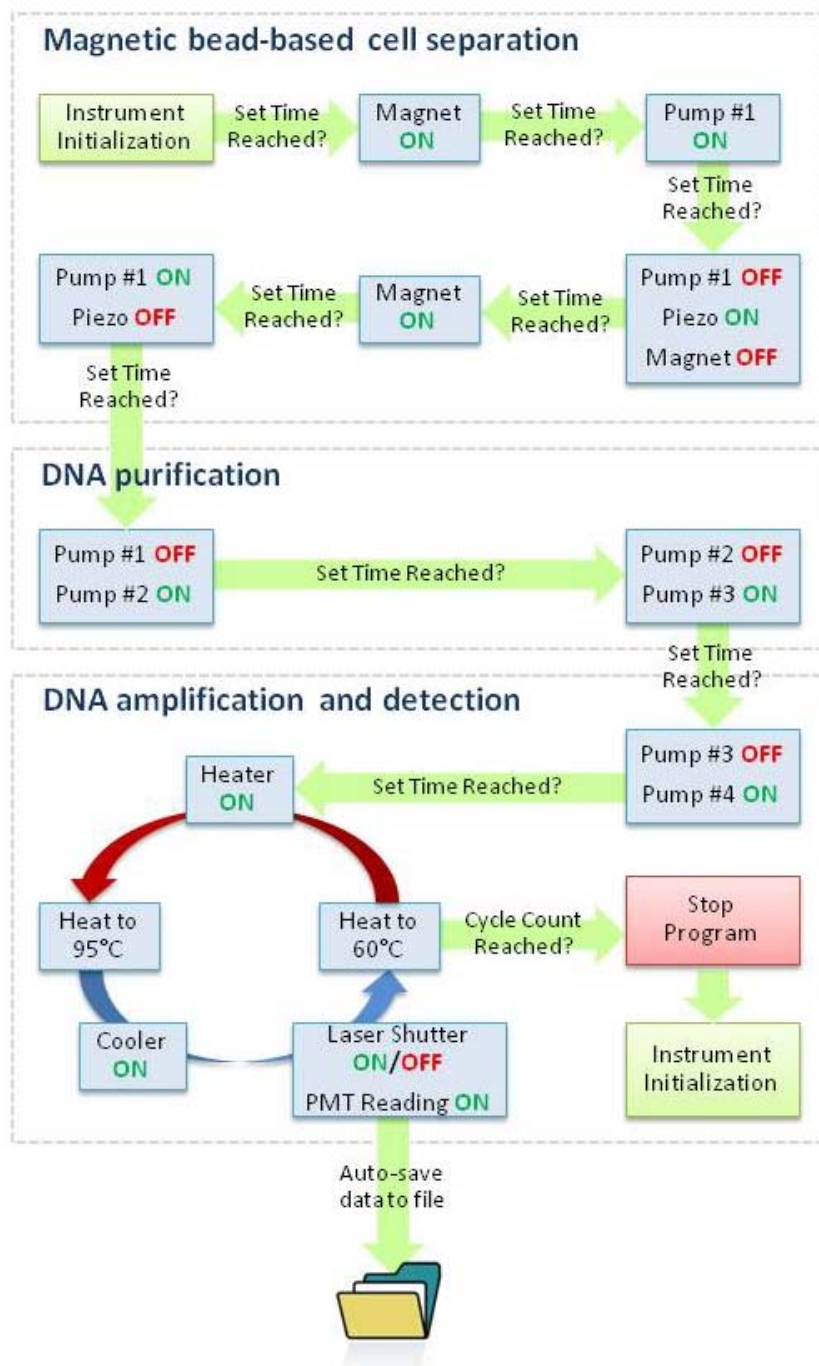 Magnetic bead-based cell separation
Instrument
Initialization
Set Time
Reached?
Magnet
ON
Set Time
Reached?
Pump #1
ON
Set Time
Reached?
Pump #1 OFF
Piezo ON
Magnet OFF
Set Time
Reached?
Magnet
ON
Set Time
Reached?
Pump #1 ON
Piezo OFF
Set Time
Reached?
DNA purification
Pump #1 OFF
Pump #2 ON
Set Time Reached?
Pump #2 OFF
Pump #3 ON
Set Time
Reached?
DNA amplification and detection
Pump #3 OFF
Pump #4 ON
Set Time Reached?
Heater
ON
Heat to
95°C
Cooler
ON
Laser Shutter
ON/OFF
PMT Reading ON
Heat to
60°C
Cycle Count
Reached?
Stop
Program
Instrument
Initialization
Auto-save
data to file